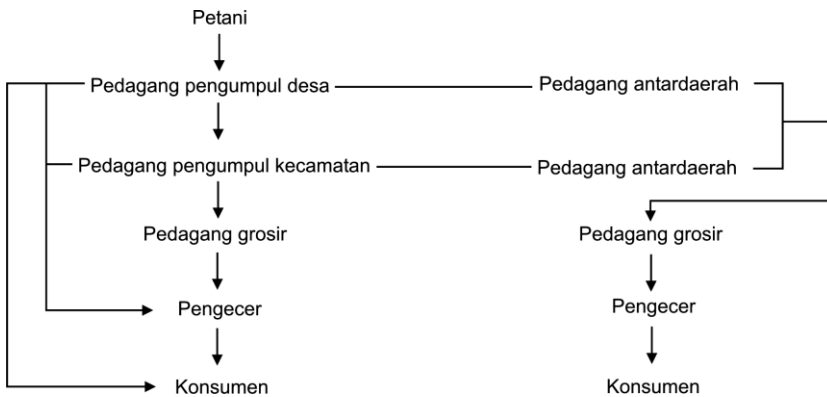 Petani
Pedagang pengumpul desa
Pedagang antardaerah
Pedagang pengumpul kecamatan
Pedagang antardaerah
Pedagang grosir
Pedagang grosir
Pengecer
Pengecer
Konsumen
Konsumen